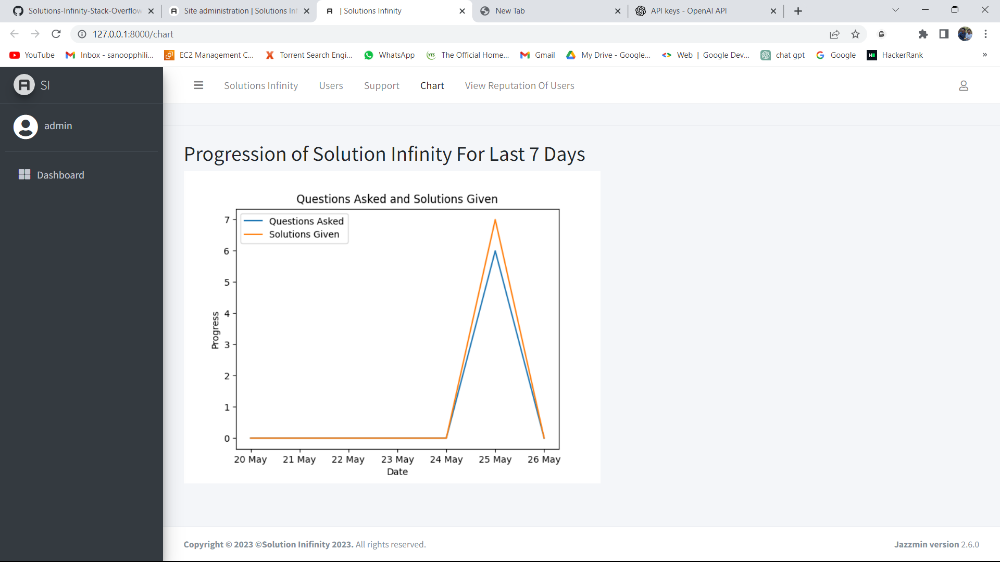 Solutions-Infinity-Stack-Overflow
Site administration | Solutions Inf
| Solutions Infinity
New Tab
API keys - OpenAI API
127.0.0.1:8000/chart
YouTube
Inbox - sanoopphili...
EC2 Management C...
Torrent Search Engi...
WhatsApp
The Official Home...
Gmail
My Drive - Google...
Web | Google Dev...
chat gpt
Google
HackerRank
»
SI
Solutions Infinity
Users
Support
Chart
View Reputation Of Users
admin
Dashboard
Progression of Solution Infinity For Last 7 Days
Questions Asked and Solutions Given
Questions Asked
Solutions Given
7
6
5
4
3
2
1
0
Progress
20 May
21 May
22 May
23 May
24 May
25 May
26 May
Date
Copyright © 2023 ©Solution Inifinity 2023. All rights reserved.
Jazzmin version 2.6.0